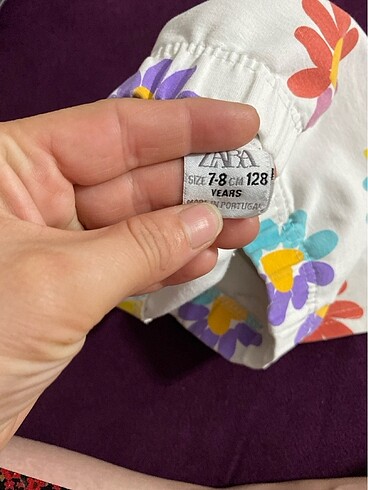 ZARA
SIZE 7-8 CM 128
YEARS
MADE IN PORTUGAL